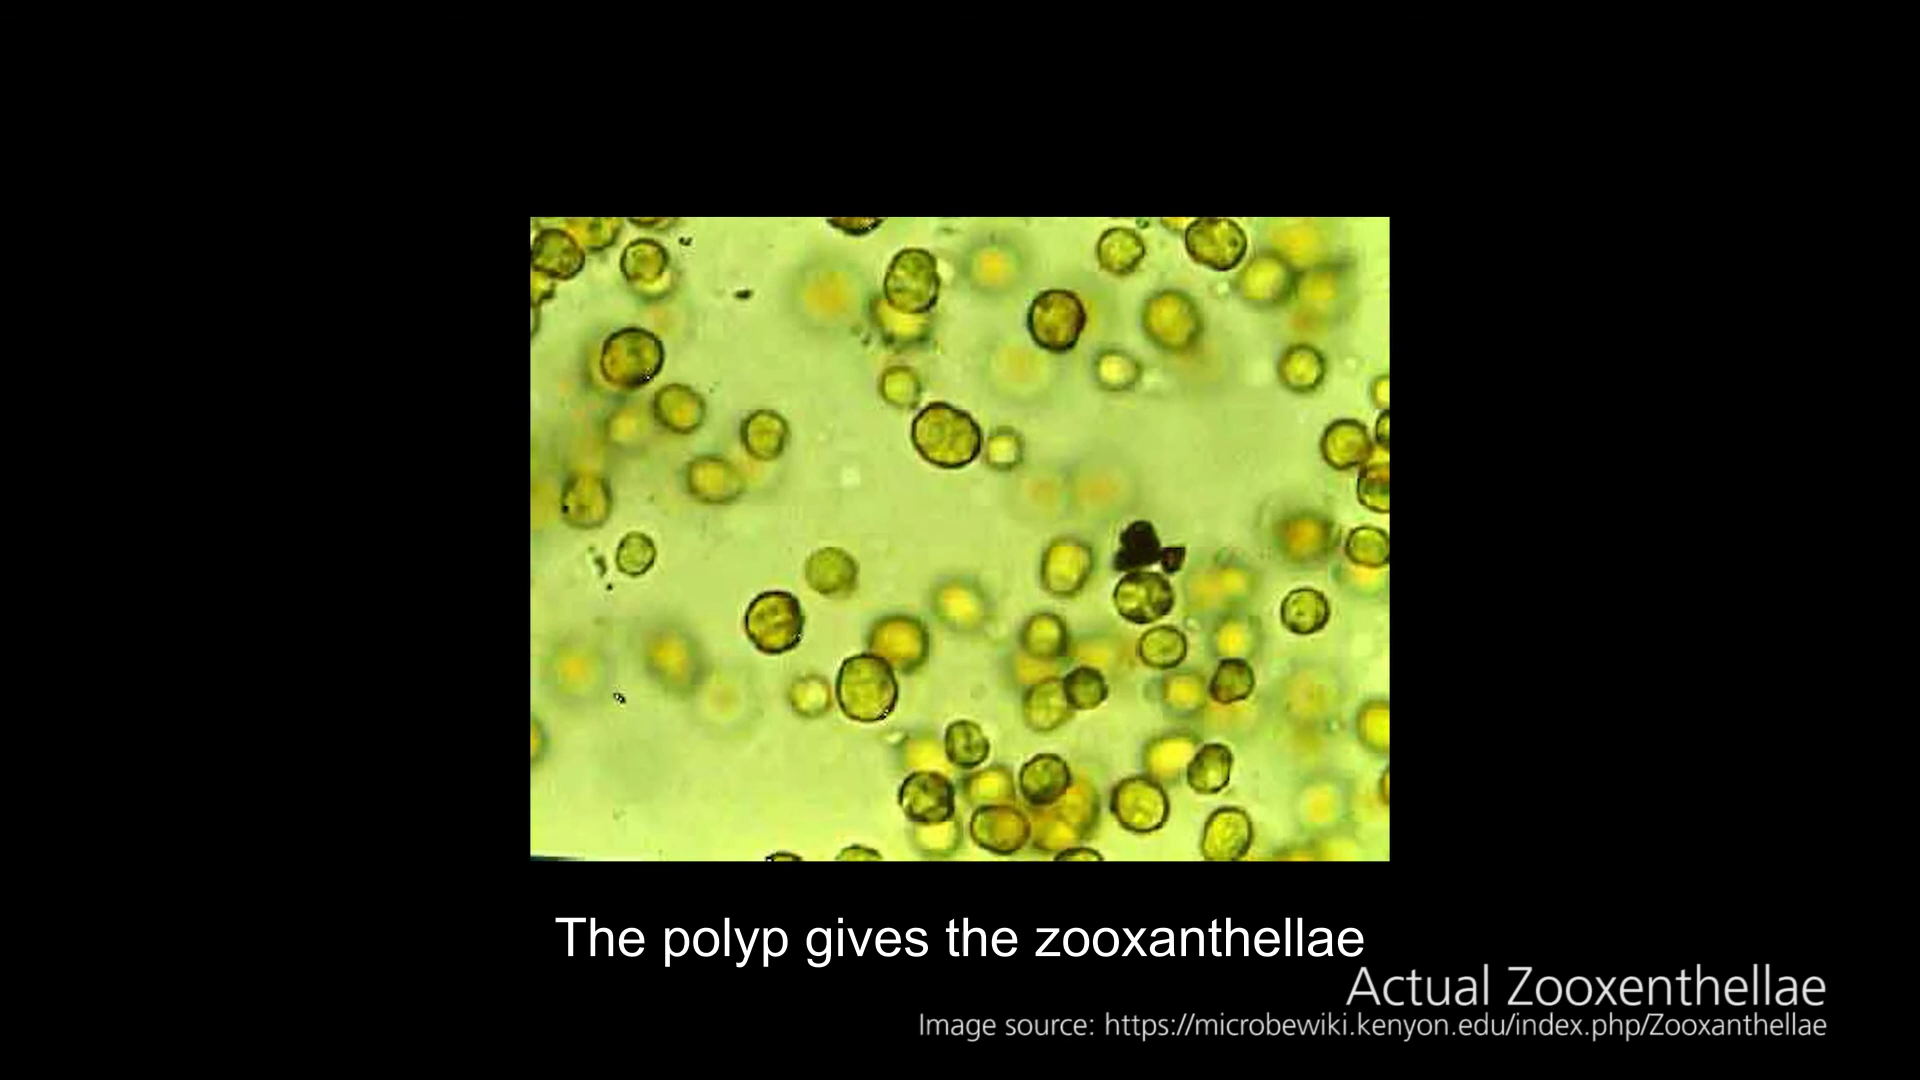 The polyp gives the zooxanthellae
Actual Zooxenthellae
Image source: https://microbewiki.kenyon.edu/index.php/Zooxanthellae